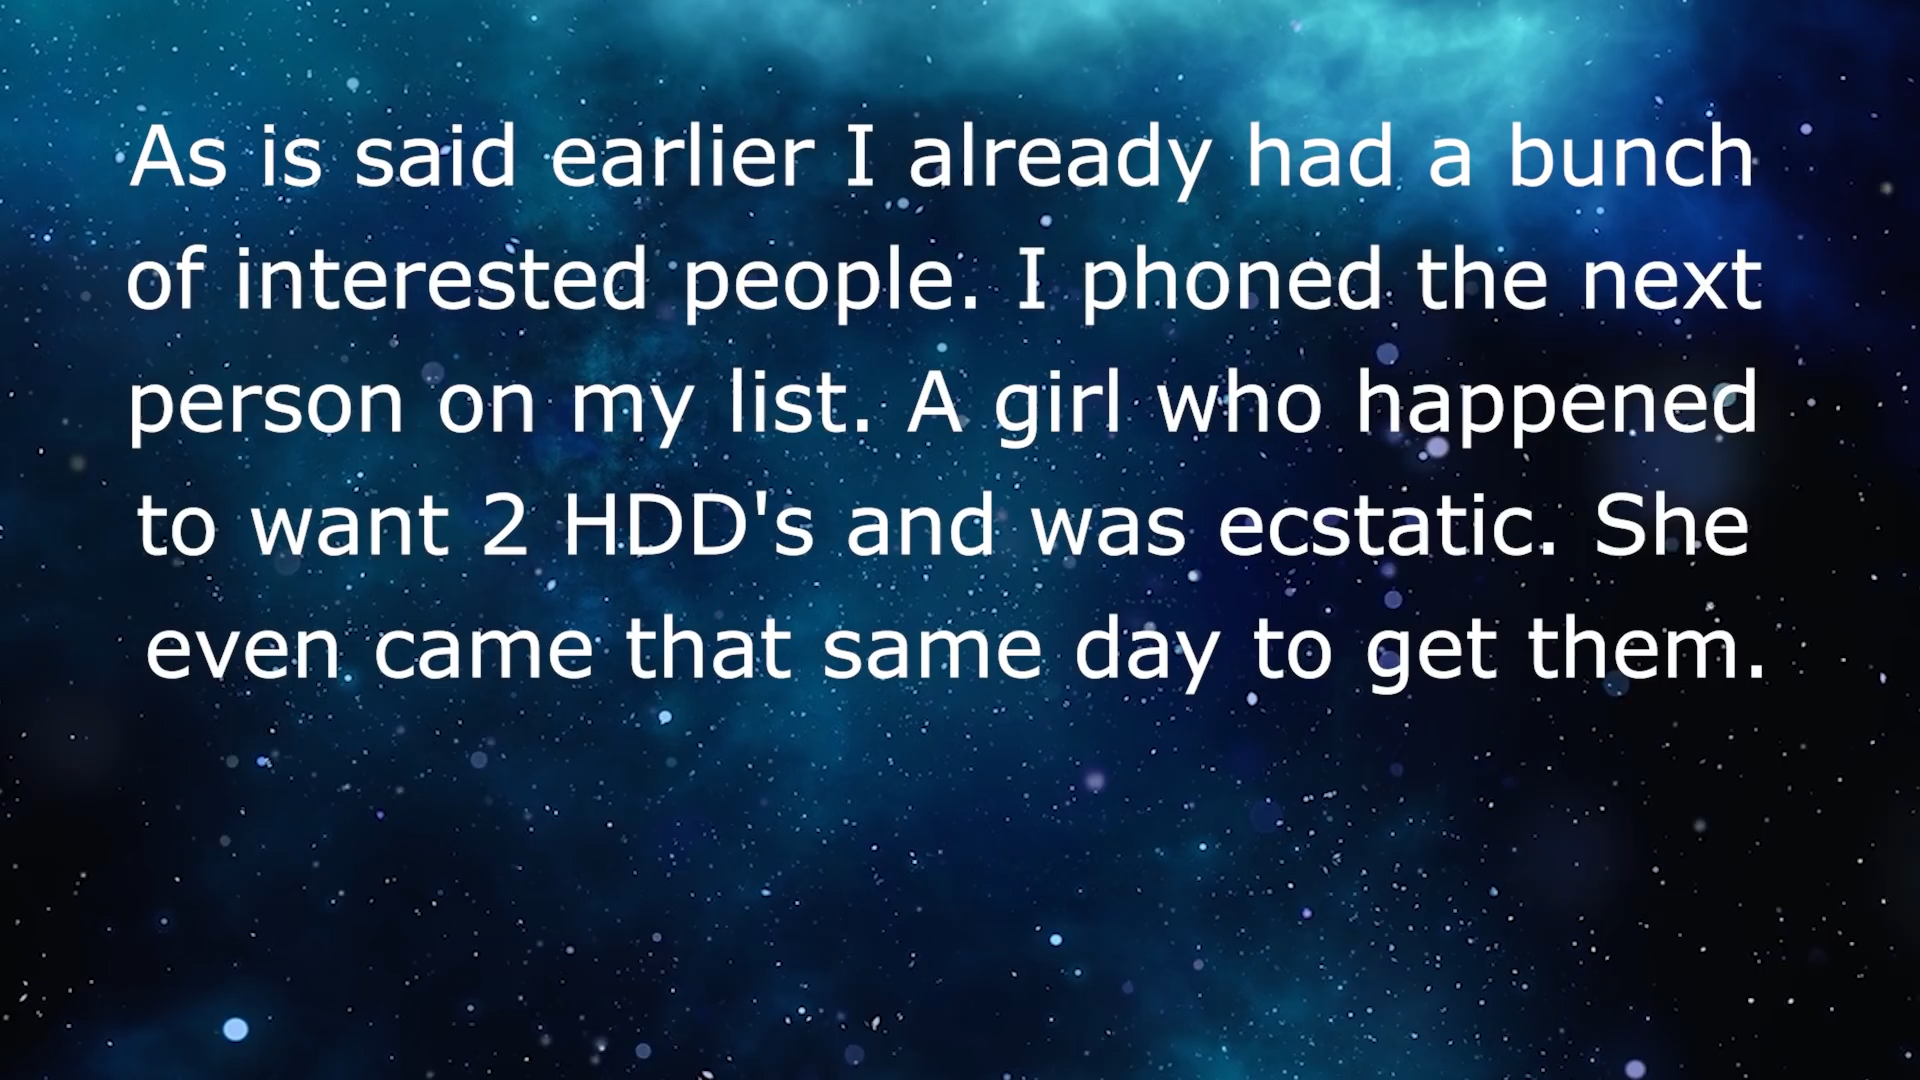 As is said earlier I already had a bunch
of interested people. I phoned the next
person on my list. A girl who happened
to want 2 HDD's and was ecstatic. She
even came that same day to get them.